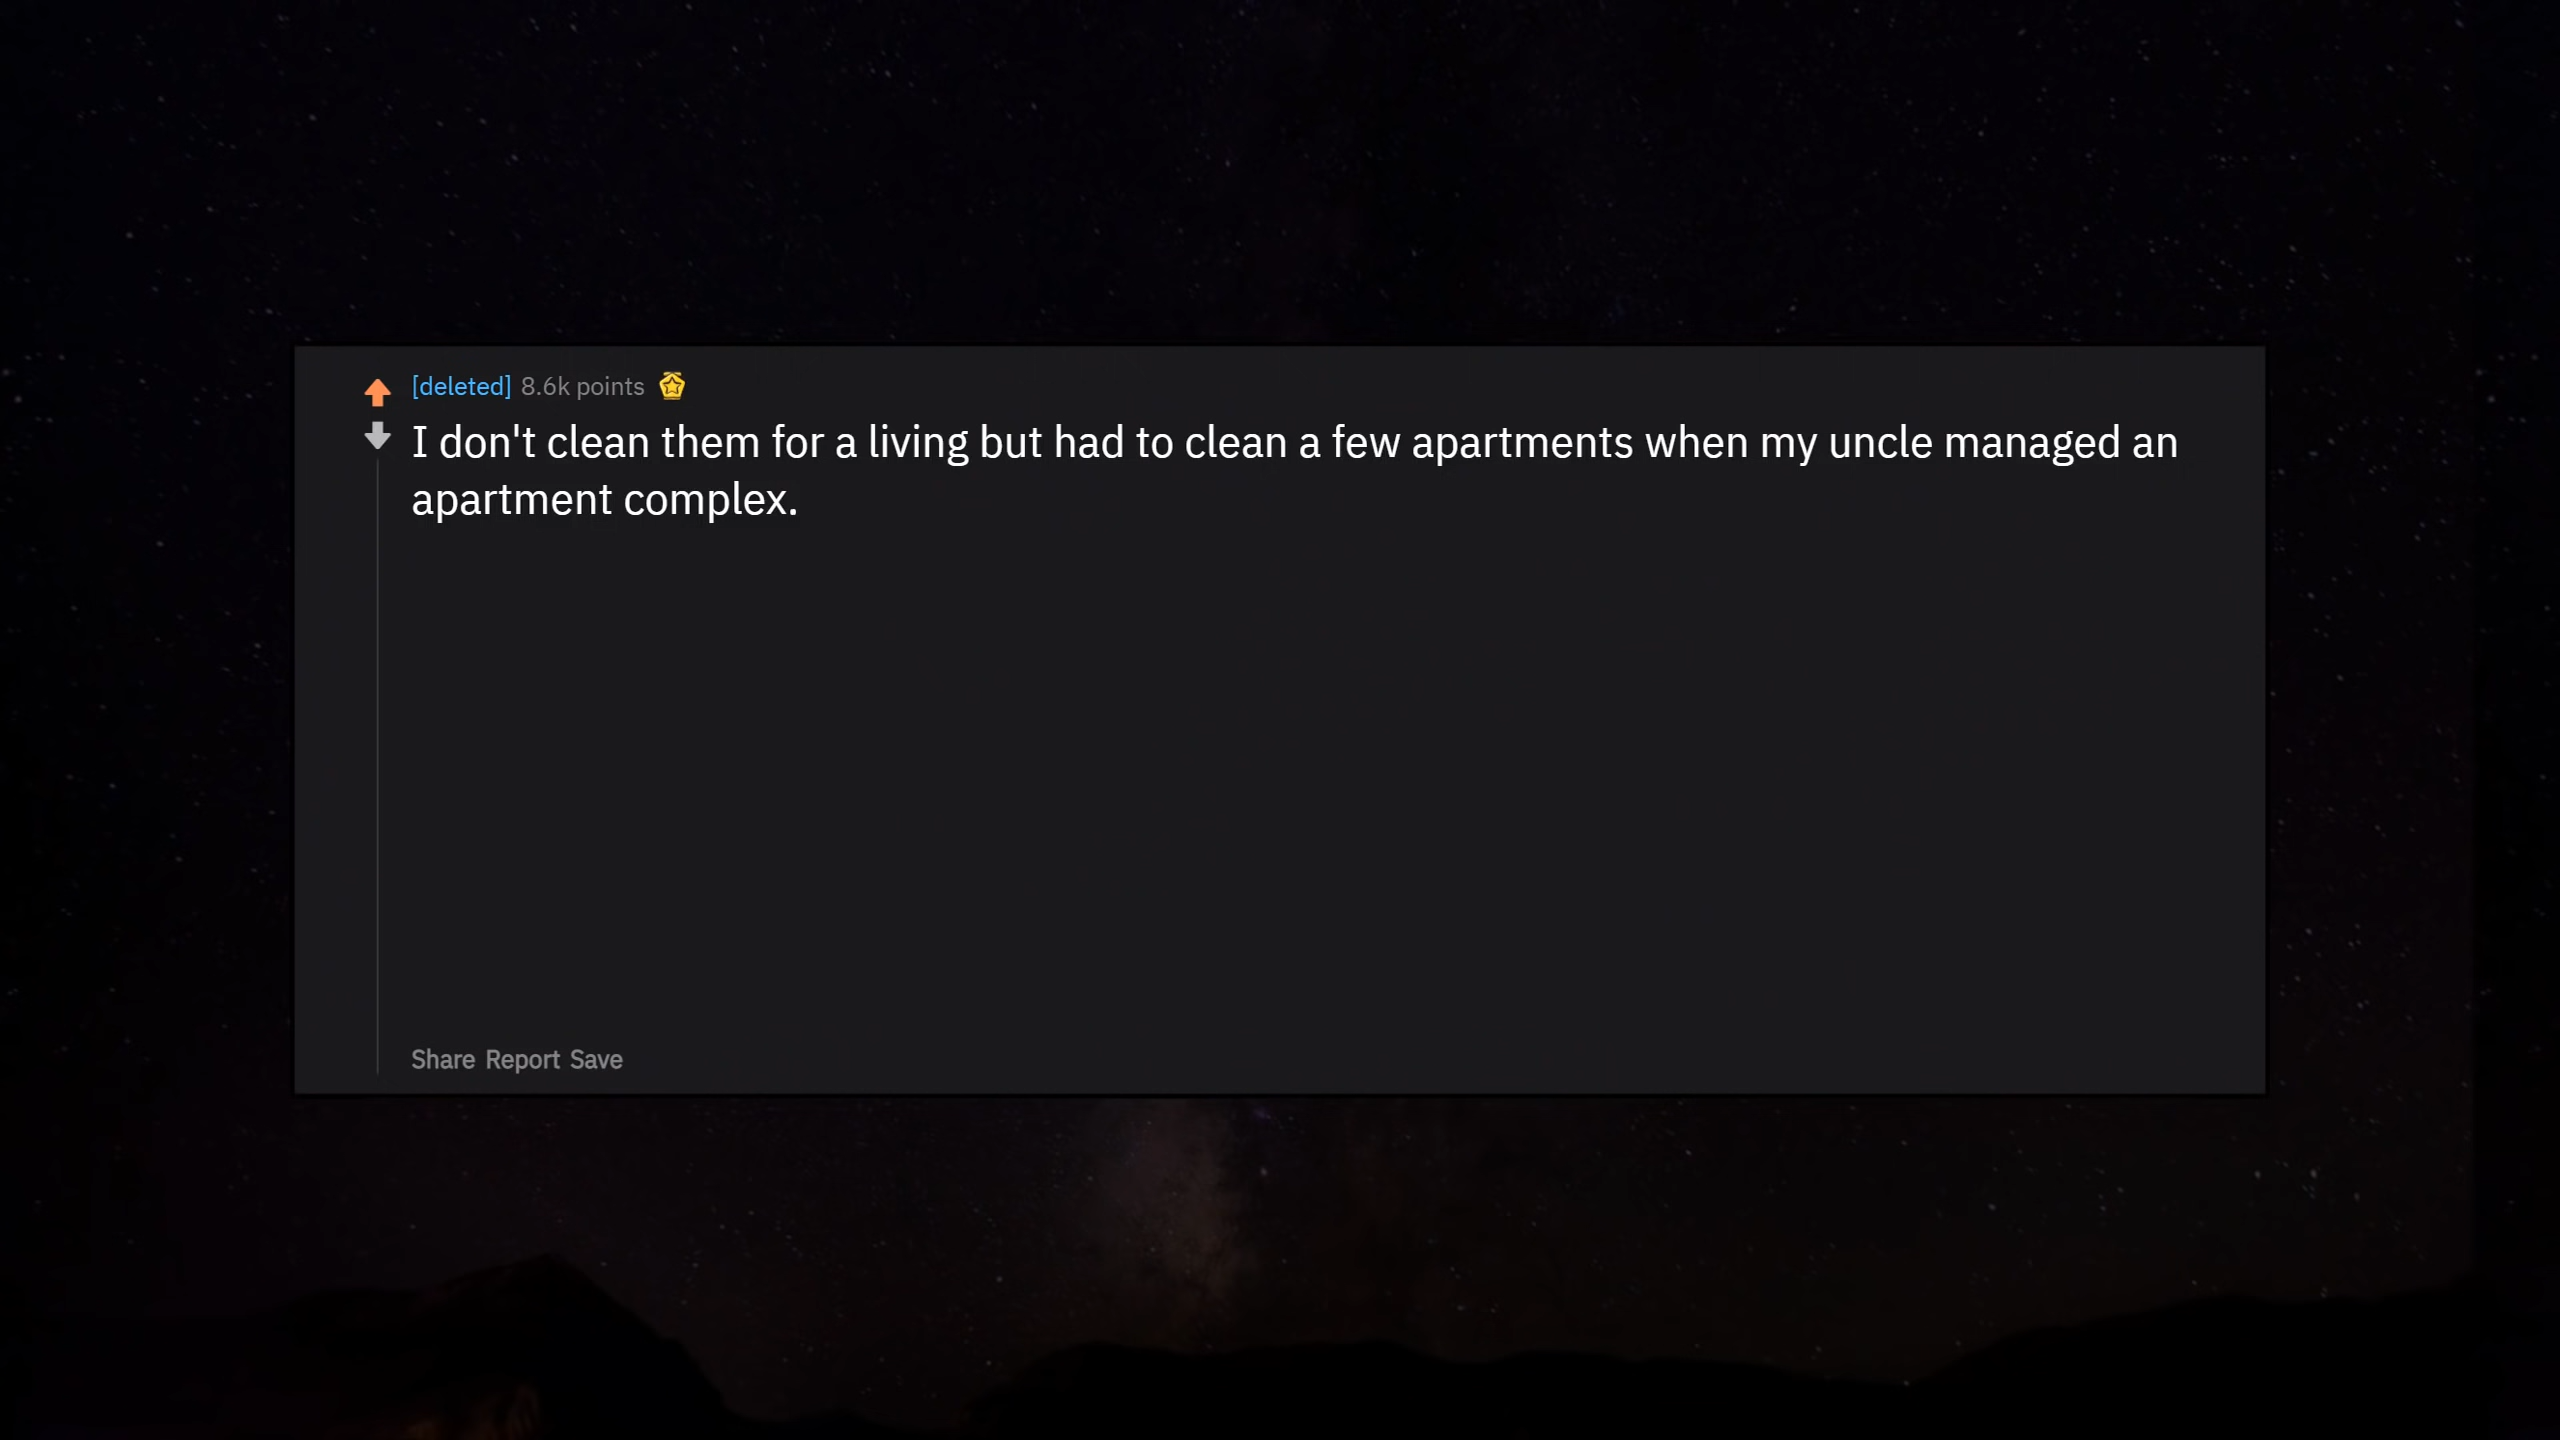 [deleted] 8.6k points
I don't clean them for a living but had to clean a few apartments when my uncle managed an
apartment complex.
Share Report Save